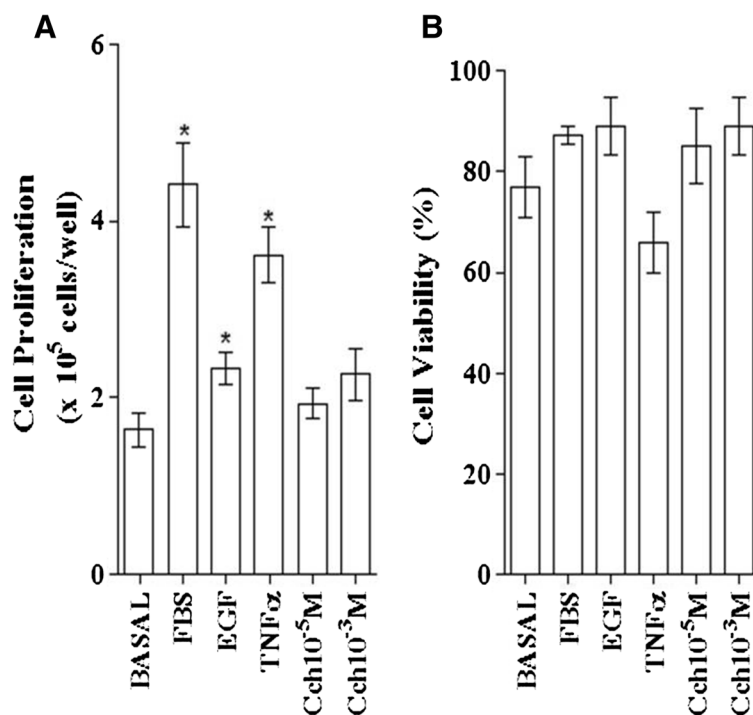 A
Cell Proliferation
(x 10⁵ cells/well)
6
4
2
0
*
*
*
BASAL
FBS
EGF
TNFα
Cch10⁻⁵M
Cch10⁻³M
B
Cell Viability (%)
100
80
60
40
20
0
BASAL
FBS
EGF
TNFα
Cch10⁻⁵M
Cch10⁻³M